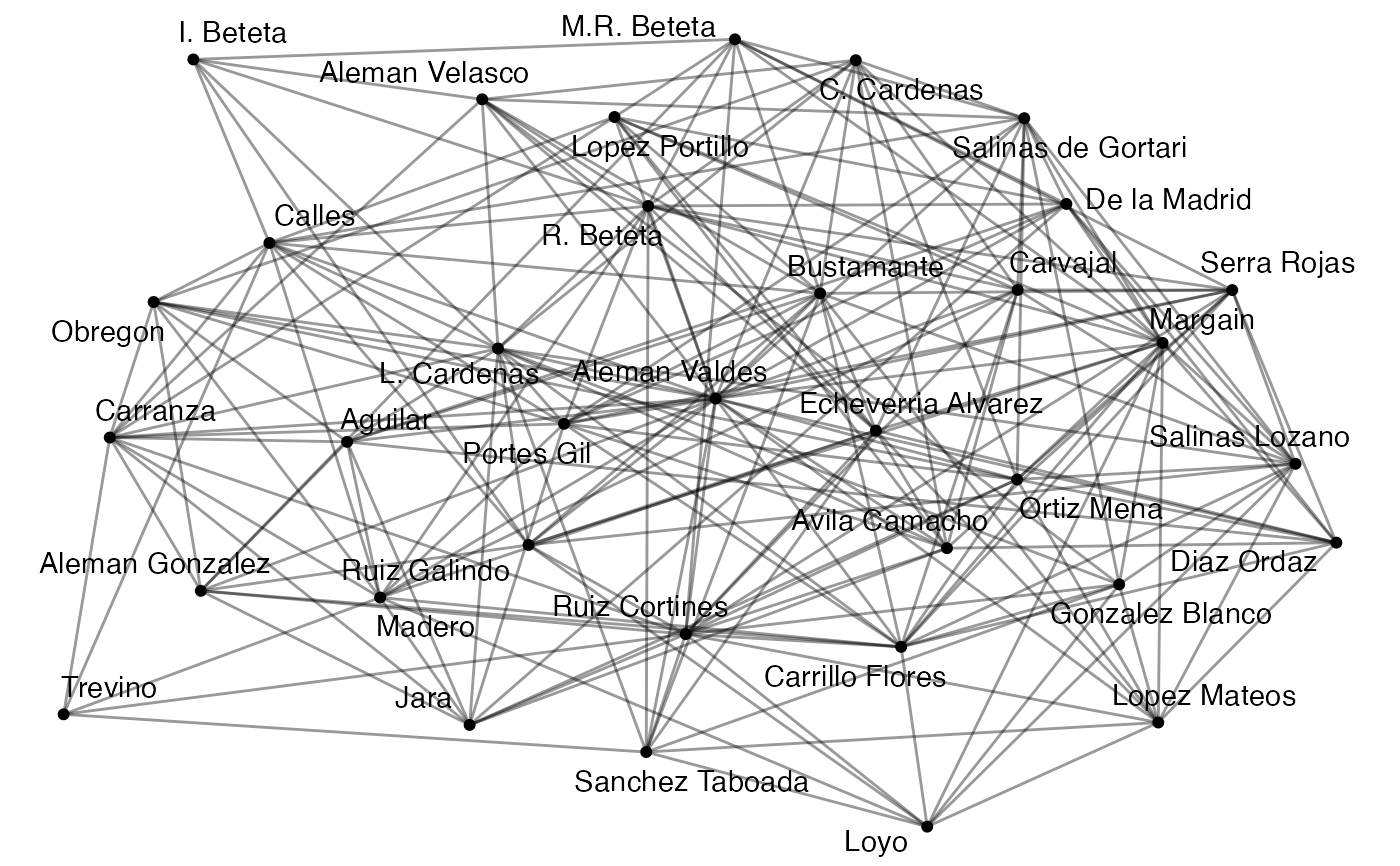 I. Beteta
M.R. Beteta
Aleman Velasco
C. Cardenas
Lopez Portillo
Salinas de Gortari
De la Madrid
Calles
R. Beteta
Bustamante
Carvajal
Serra Rojas
Obregon
Margain
L. Cardenas
Aleman Valdes
Echeverria Alvarez
Carranza
Aguilar
Portes Gil
Salinas Lozano
Avila Camacho
Ortiz Mena
Aleman Gonzalez
Ruiz Galindo
Diaz Ordaz
Ruiz Cortines
Gonzalez Blanco
Madero
Carrillo Flores
Trevino
Jara
Lopez Mateos
Sanchez Taboada
Loyo